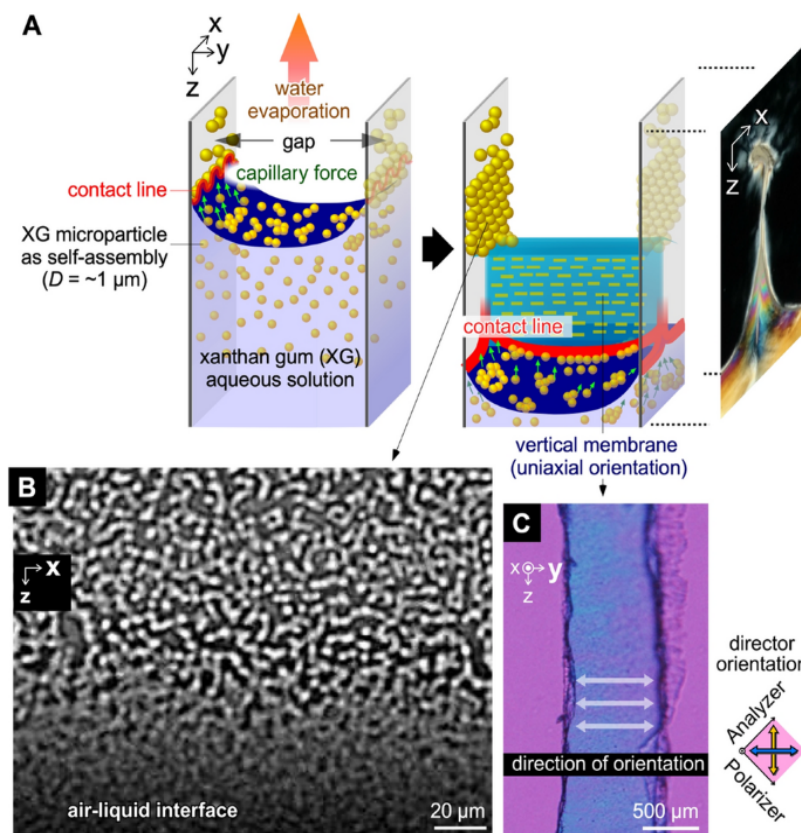 A
x
y
z
water
evaporation
gap
capillary force
contact line
XG microparticle
as self-assembly
(D = ~1 μm)
xanthan gum (XG)
aqueous solution
contact line
vertical membrane
(uniaxial orientation)
x
z
B
x
z
air-liquid interface
20 μm
C
x y
z
direction of orientation
500 μm
director
orientation
Analyzer
Polarizer